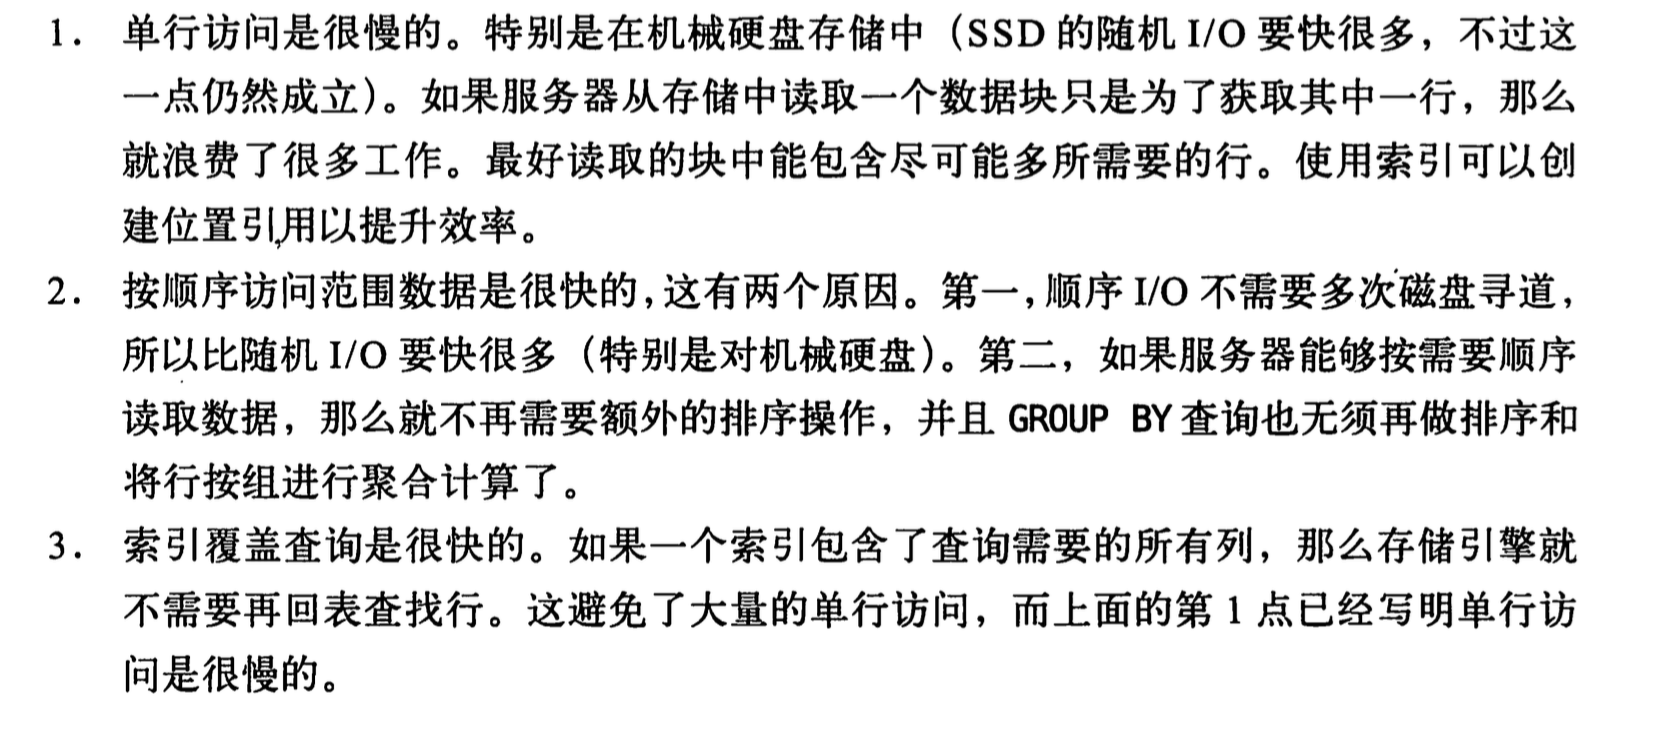 1. 单行访问是很慢的。特别是在机械硬盘存储中（SSD 的随机 I/O 要快很多，不过这
一点仍然成立）。如果服务器从存储中读取一个数据块只是为了获取其中一行，那么
就浪费了很多工作。最好读取的块中能包含尽可能多所需要的行。使用索引可以创
建位置引用以提升效率。
2. 按顺序访问范围数据是很快的，这有两个原因。第一，顺序 I/O 不需要多次磁盘寻道，
所以比随机 I/O 要快很多（特别是对机械硬盘）。第二，如果服务器能够按需要顺序
读取数据，那么就不再需要额外的排序操作，并且 GROUP BY 查询也无须再做排序和
将行按组进行聚合计算了。
3. 索引覆盖查询是很快的。如果一个索引包含了查询需要的所有列，那么存储引擎就
不需要再回表查找行。这避免了大量的单行访问，而上面的第 1 点已经写明单行访
问是很慢的。